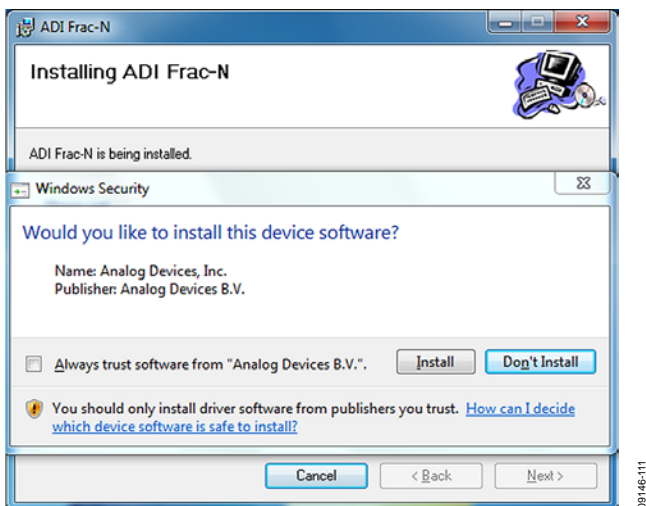 ADI Frac-N
Installing ADI Frac-N
ADI Frac-N is being installed.
Windows Security
Would you like to install this device software?
Name: Analog Devices, Inc.
Publisher: Analog Devices B.V.
Always trust software from "Analog Devices B.V.".
Install
Don't Install
You should only install driver software from publishers you trust. How can I decide
which device software is safe to install?
Cancel
< Back
Next >
09146-111